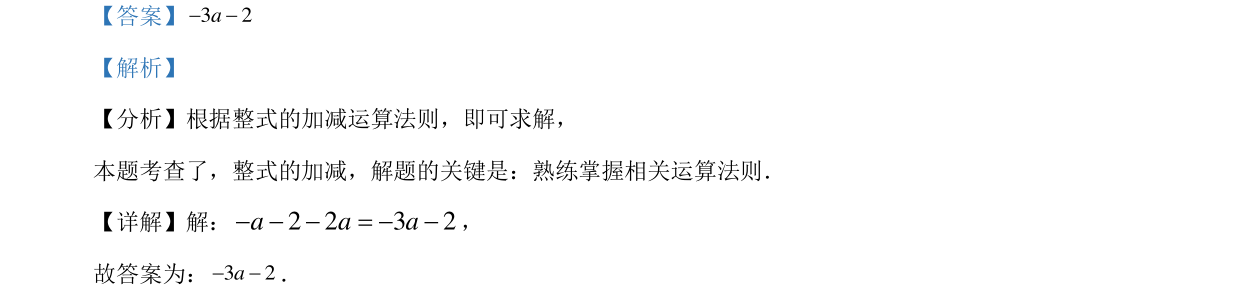 【答案】-3a-2
【解析】
【分析】根据整式的加减运算法则，即可求解，
本题考查了，整式的加减，解题的关键是：熟练掌握相关运算法则．
【详解】解：-a-2-2a=-3a-2，
故答案为：-3a-2．